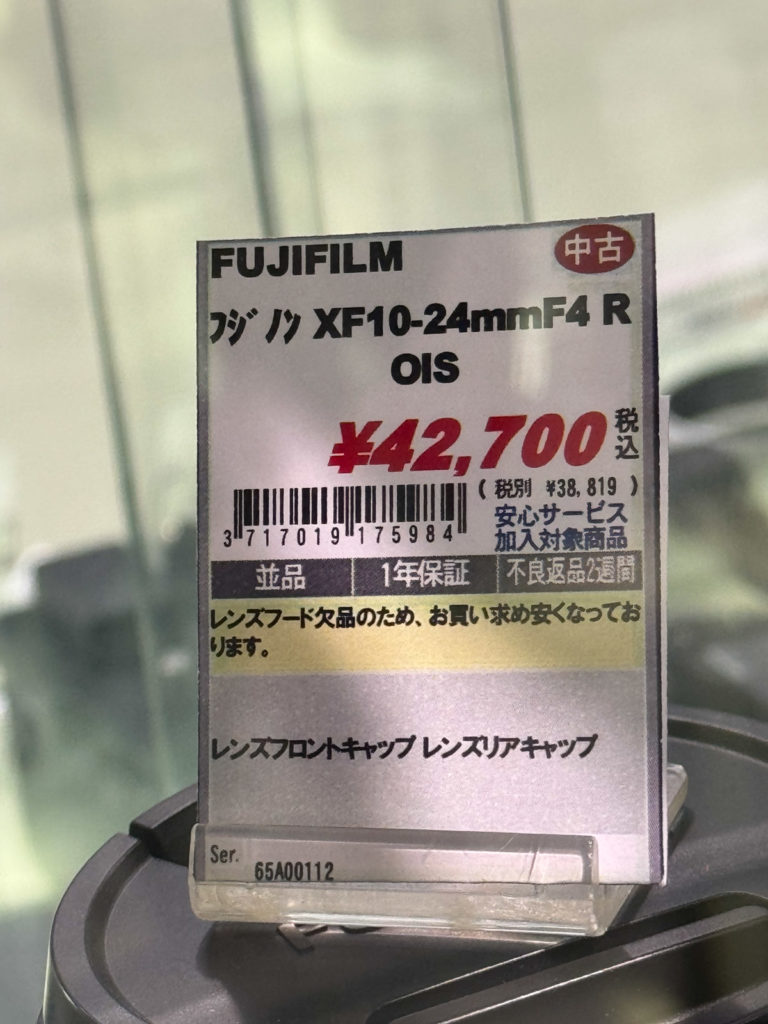 FUJIFILM
中古
ﾌｼﾞﾉﾝ XF10-24mmF4 R
OIS
¥42,700 税込
( 税別 ¥38,819 )
3 717019 175984
安心サービス
加入対象商品
並品 1年保証 不良返品2週間
レンズフード欠品のため、お買い求め安くなってお
ります。
レンズフロントキャップ レンズリアキャップ
Ser.
65A00112